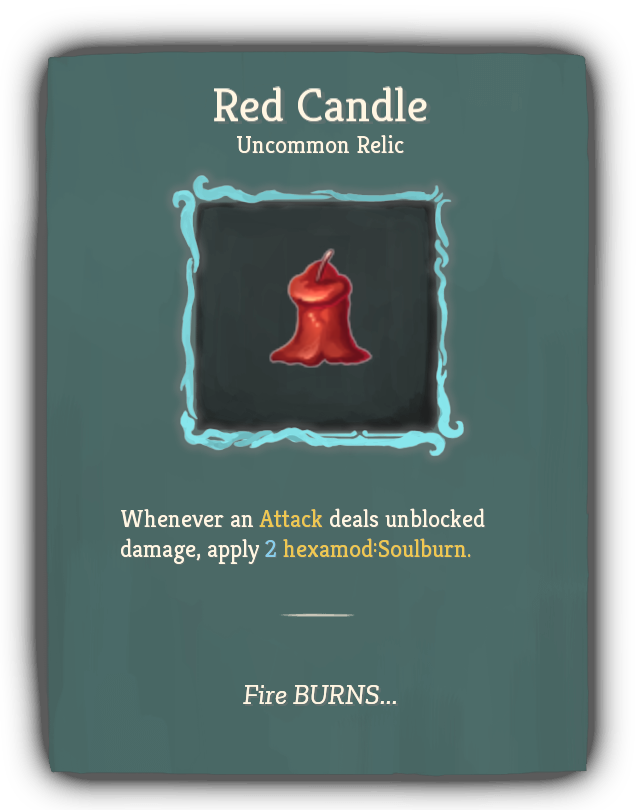 Red Candle
Uncommon Relic
Whenever an Attack deals unblocked
damage, apply 2 hexamod:Soulburn.
Fire BURNS...